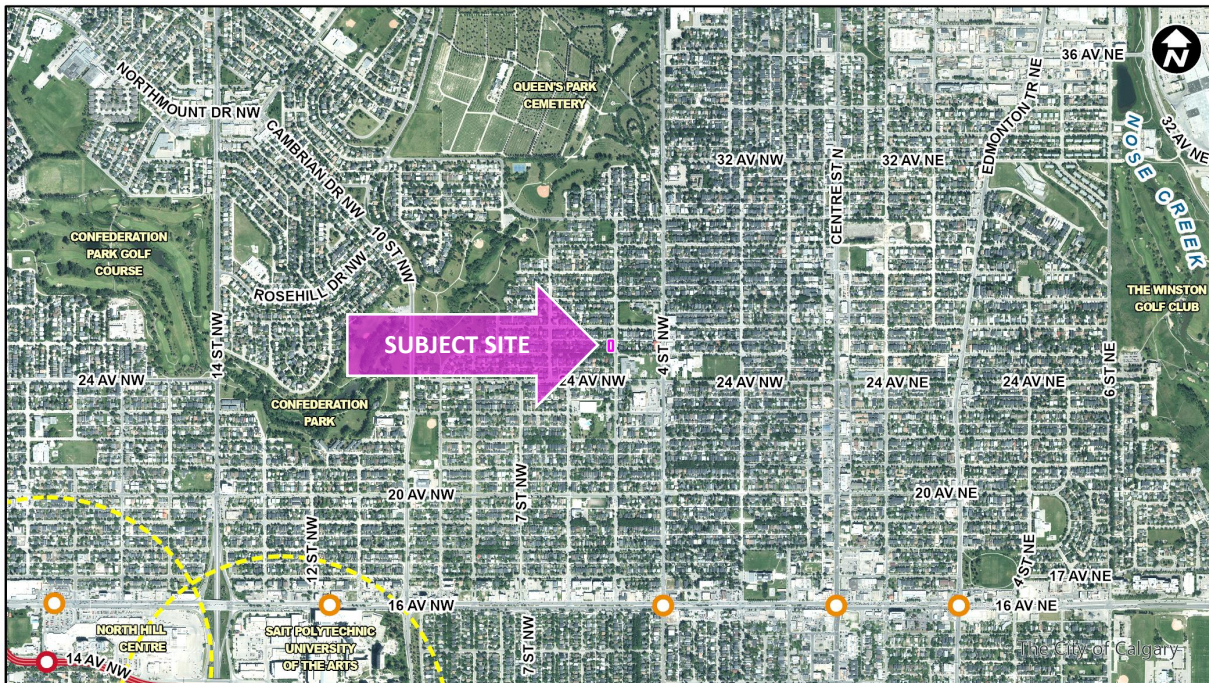 N
36 AV NE
NORTHMOUNT DR NW
QUEEN'S PARK
CEMETERY
EDMONTON TR NE
32 AV NE
NOSE CREEK
CAMBRIAN DR NW
32 AV NW
32 AV NE
CENTRE ST N
CONFEDERATION
PARK GOLF
COURSE
10 ST NW
ROSEHILL DR NW
THE WINSTON
GOLF CLUB
14 ST NW
SUBJECT SITE
4 ST NW
6 ST NE
24 AV NW
24 AV NW
24 AV NW
24 AV NE
24 AV NE
CONFEDERATION
PARK
7 ST NW
20 AV NW
20 AV NE
12 ST NW
4 ST NE
17 AV NE
16 AV NW
16 AV NE
NORTH HILL
CENTRE
SAIT POLYTECHNIC
UNIVERSITY
OF THE ARTS
7 ST NW
14 AV NW
The City of Calgary